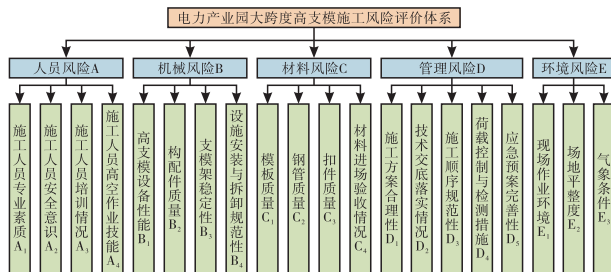 电力产业园大跨度高支模施工风险评价体系
人员风险A
机械风险B
材料风险C
管理风险D
环境风险E
施工人员专业素质A₁
施工人员安全意识A₂
施工人员培训情况A₃
施工人员高空作业技能A₄
高支模设备性能B₁
构配件质量B₂
支模架稳定性B₃
设施安装与拆卸规范性B₄
模板质量C₁
钢管质量C₂
扣件质量C₃
材料进场验收情况C₄
施工方案合理性D₁
技术交底落实情况D₂
施工顺序规范性D₃
荷载控制与检测措施D₄
应急预案完善性D₅
现场作业环境E₁
场地平整度E₂
气象条件E₃